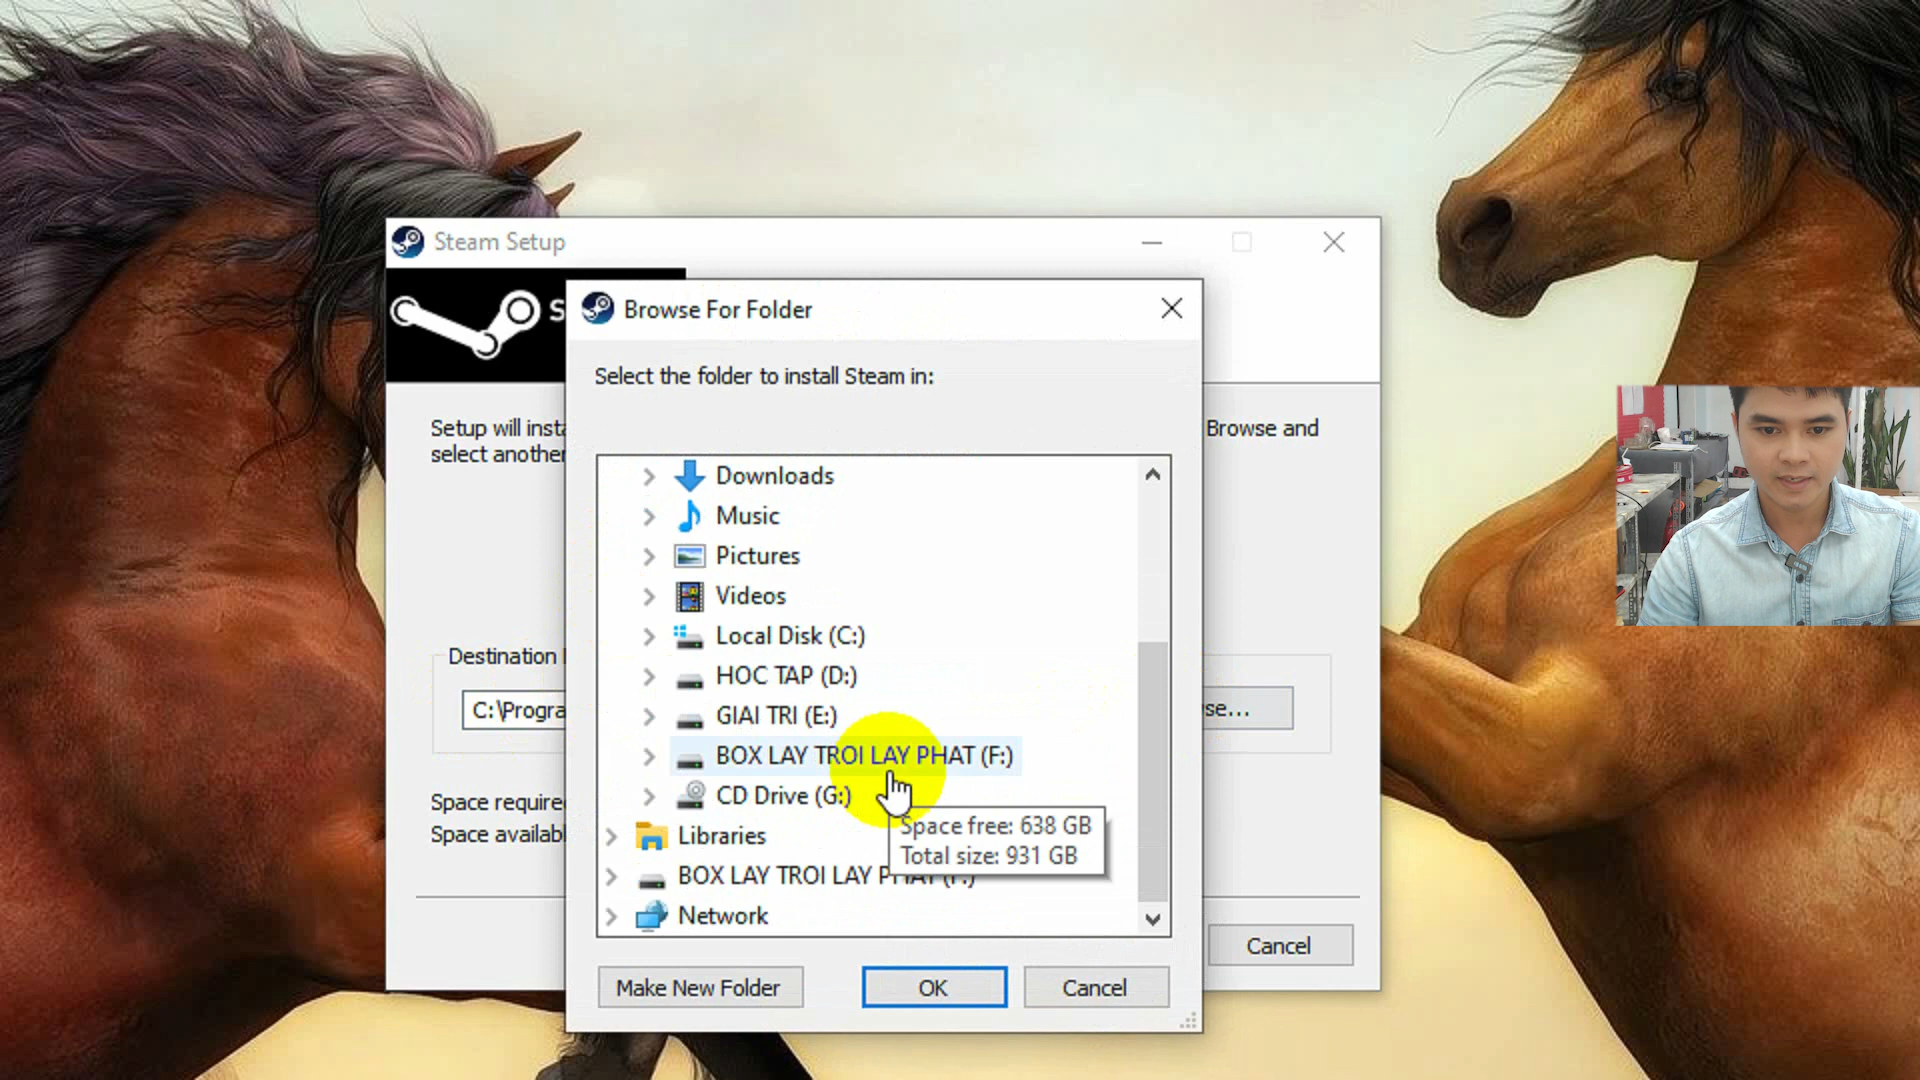 Steam Setup
S
Browse For Folder
Select the folder to install Steam in:
Setup will insta
Browse and
select another
Downloads
Music
Pictures
Videos
Local Disk (C:)
HOC TAP (D:)
GIAI TRI (E:)
BOX LAY TROI LAY PHAT (F:)
CD Drive (G:)
Libraries
BOX LAY TROI LAY PHAT (F:)
Network
Space free: 638 GB
Total size: 931 GB
Destination
C:\Progra
se...
Space require
Space availab
Make New Folder
OK
Cancel
Cancel